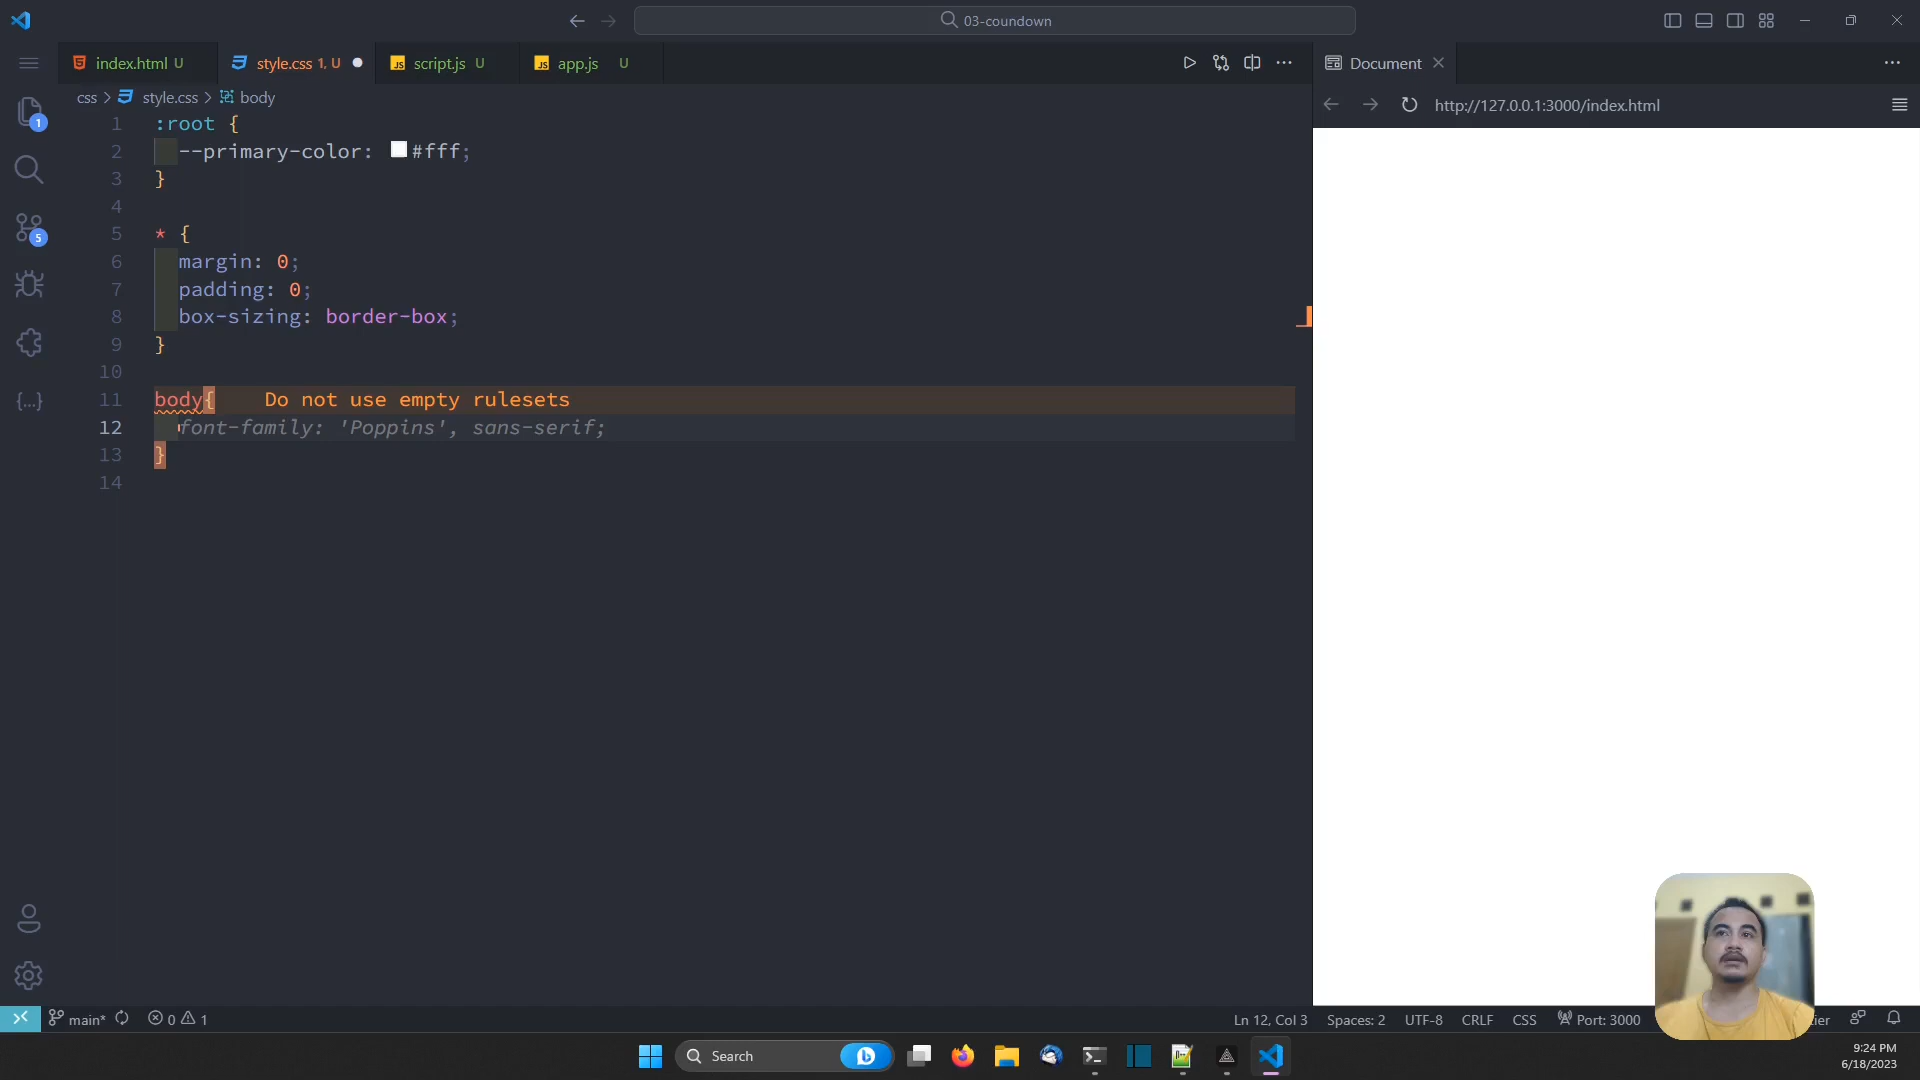 03-coundown
index.html U
style.css 1, U
script.js U
app.js U
Document
css > style.css > body
http://127.0.0.1:3000/index.html
1 :root {
2 --primary-color: #fff;
3 }
4
5 * {
6 margin: 0;
7 padding: 0;
8 box-sizing: border-box;
9 }
10
11 body{ Do not use empty rulesets
12 font-family: 'Poppins', sans-serif;
13 }
14
1
5
main* 0 1
Ln 12, Col 3
Spaces: 2
UTF-8
CRLF
CSS
Port: 3000
Search
9:24 PM
6/18/2023